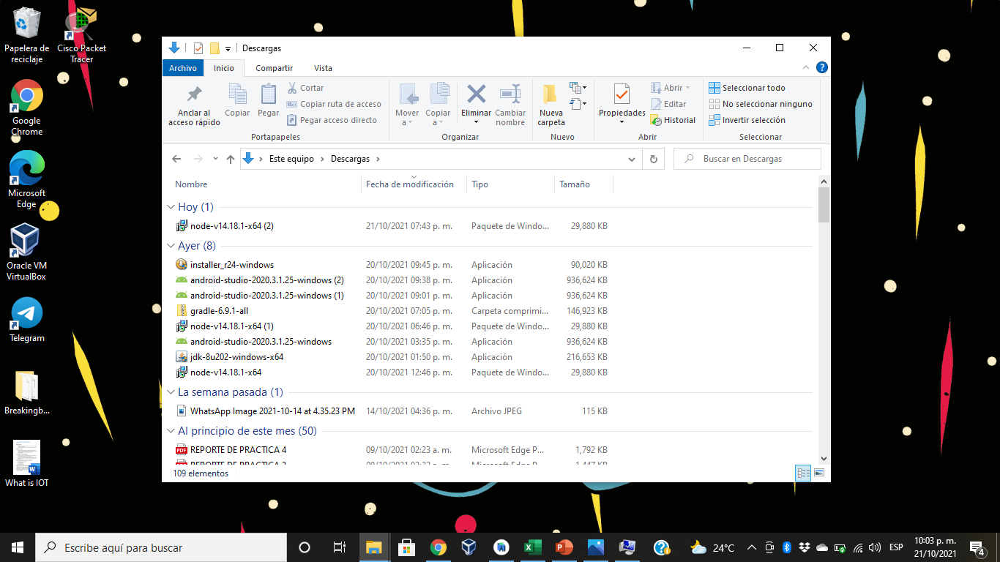 Papelera de
reciclaje
Cisco Packet
Tracer
Google
Chrome
Microsoft
Edge
Oracle VM
VirtualBox
Telegram
Breakingb...
What is IOT
Descargas
Archivo
Inicio
Compartir
Vista
Anclar al
acceso rápido
Copiar
Pegar
Cortar
Copiar ruta de acceso
Pegar acceso directo
Portapapeles
Mover
a
Copiar
a
Eliminar
Cambiar
nombre
Organizar
Nueva
carpeta
Nuevo
Propiedades
Abrir
Editar
Historial
Abrir
Seleccionar todo
No seleccionar ninguno
Invertir selección
Seleccionar
Este equipo > Descargas >
Buscar en Descargas
Nombre Fecha de modificación Tipo Tamaño
Hoy (1)
node-v14.18.1-x64 (2) 21/10/2021 07:43 p. m. Paquete de Windo... 29,880 KB
Ayer (8)
installer_r24-windows 20/10/2021 09:45 p. m. Aplicación 90,020 KB
android-studio-2020.3.1.25-windows (2) 20/10/2021 09:38 p. m. Aplicación 936,624 KB
android-studio-2020.3.1.25-windows (1) 20/10/2021 09:01 p. m. Aplicación 936,624 KB
gradle-6.9.1-all 20/10/2021 07:05 p. m. Carpeta comprimi... 146,923 KB
node-v14.18.1-x64 (1) 20/10/2021 06:46 p. m. Paquete de Windo... 29,880 KB
android-studio-2020.3.1.25-windows 20/10/2021 03:35 p. m. Aplicación 936,624 KB
jdk-8u202-windows-x64 20/10/2021 01:50 p. m. Aplicación 216,653 KB
node-v14.18.1-x64 20/10/2021 12:46 p. m. Paquete de Windo... 29,880 KB
La semana pasada (1)
WhatsApp Image 2021-10-14 at 4.35.23 PM 14/10/2021 04:36 p. m. Archivo JPEG 115 KB
Al principio de este mes (50)
REPORTE DE PRACTICA 4 09/10/2021 02:23 a. m. Microsoft Edge P... 1,792 KB
109 elementos
Escribe aquí para buscar
24°C
ESP
10:03 p. m.
21/10/2021
4